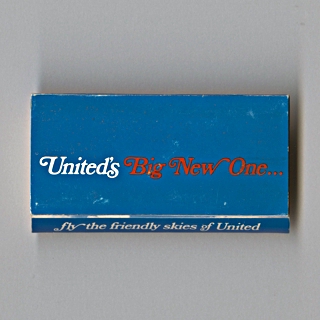 United's Big New One...
fly the friendly skies of United